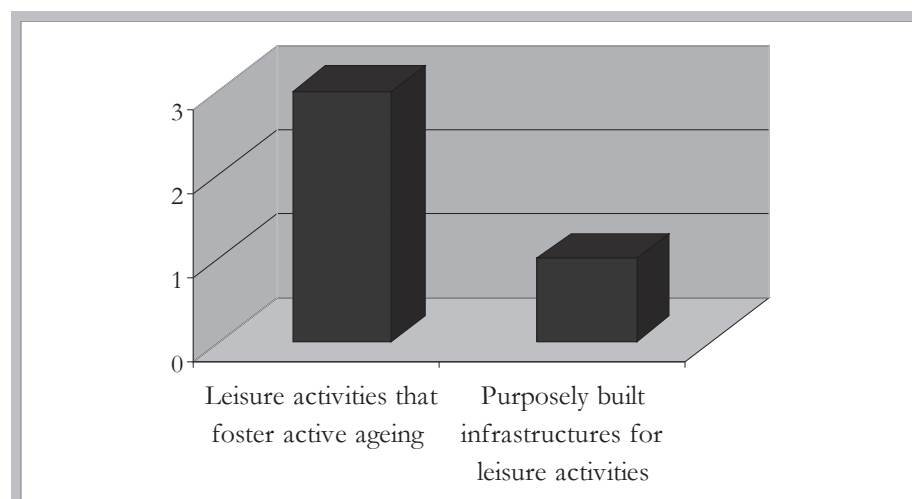 3
2
1
0
Leisure activities that
foster active ageing
Purposely built
infrastructures for
leisure activities